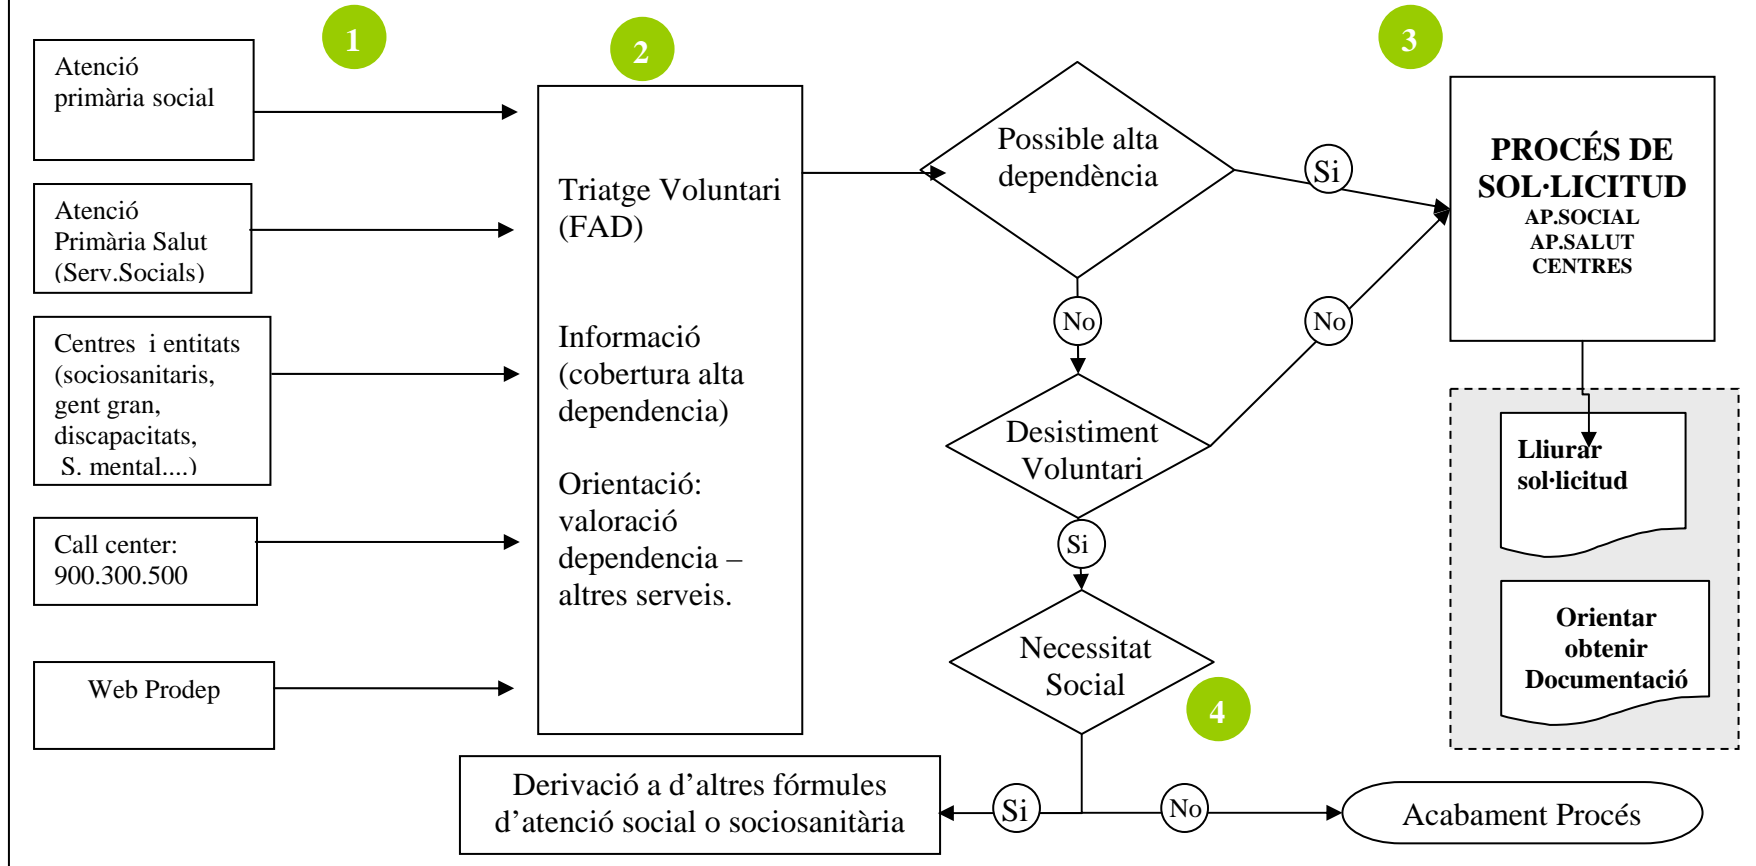 1
Atenció
primària social
Atenció
Primària Salut
(Serv.Socials)
Centres i entitats
(sociosanitaris,
gent gran,
discapacitats,
S. mental....)
Call center:
900.300.500
Web Prodep
2
Triatge Voluntari
(FAD)
Informació
(cobertura alta
dependencia)
Orientació:
valoració
dependencia –
altres serveis.
Possible alta
dependència
Si
No
Desistiment
Voluntari
No
Si
Necessitat
Social
4
Si
No
Derivació a d’altres fórmules
d’atenció social o sociosanitària
Acabament Procés
3
PROCÉS DE
SOL·LICITUD
AP.SOCIAL
AP.SALUT
CENTRES
Lliurar
sol·licitud
Orientar
obtenir
Documentació